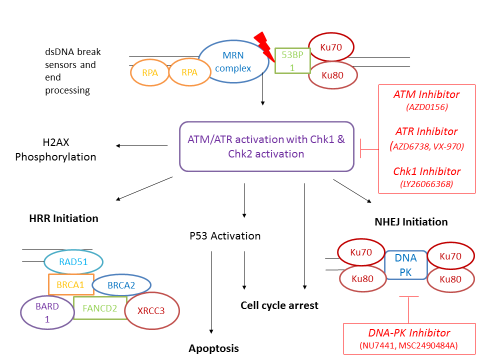 dsDNA break
sensors and
end
processing
RPA
RPA
MRN
complex
53BP
1
Ku70
Ku80
ATM Inhibitor
(AZD0156)
ATR Inhibitor
(AZD6738, VX-970)
Chk1 Inhibitor
(LY26066368)
ATM/ATR activation with Chk1 &
Chk2 activation
H2AX
Phosphorylation
HRR Initiation
P53 Activation
NHEJ Initiation
RAD51
BRCA1
BRCA2
BARD
1
FANCD2
XRCC3
Ku70
Ku80
DNA
PK
Ku70
Ku80
Cell cycle arrest
Apoptosis
DNA-PK Inhibitor
(NU7441, MSC2490484A)